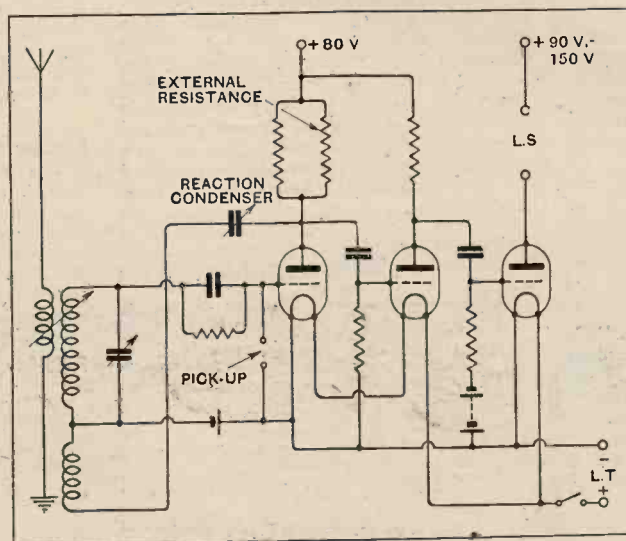 + 80 V
+ 90 V.-
150 V
EXTERNAL
RESISTANCE
L.S
REACTION
CONDENSER
PICK-UP
-
L.T
+